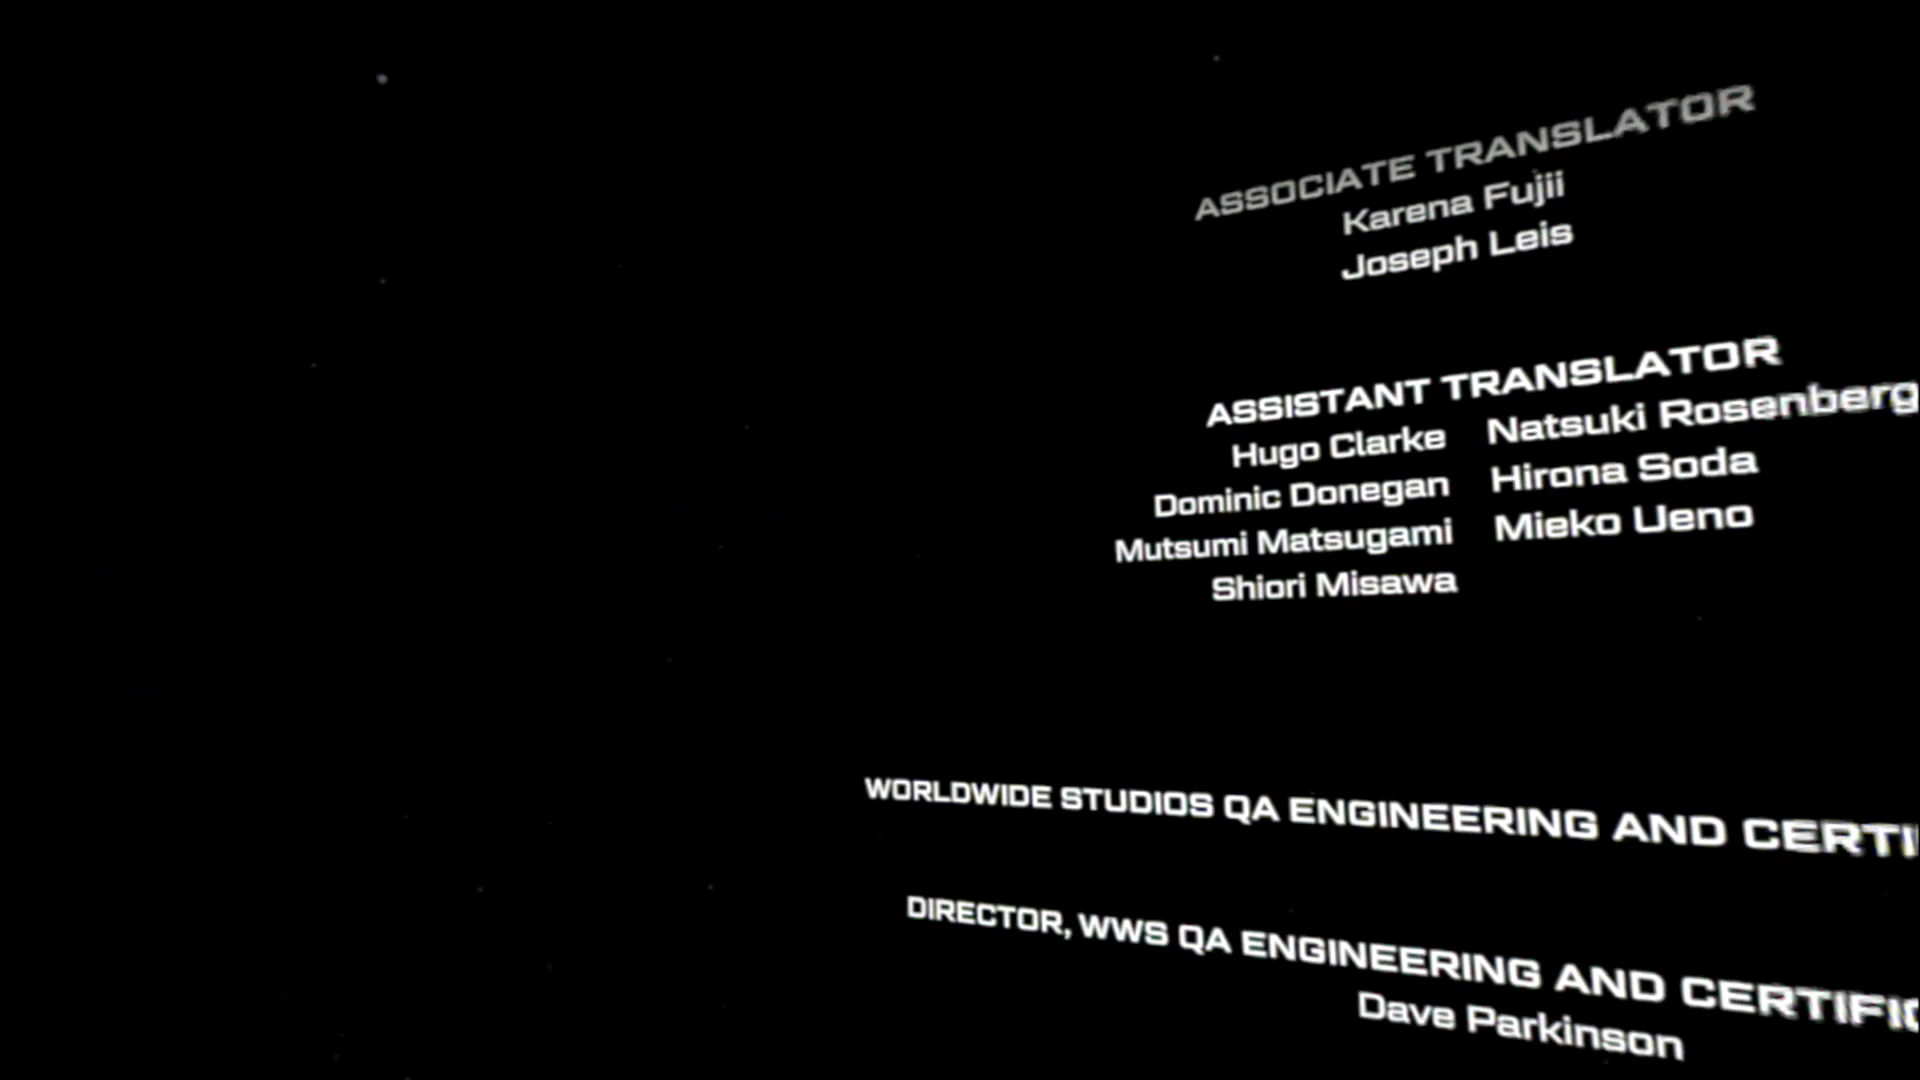 ASSOCIATE TRANSLATOR
Karena Fujii
Joseph Leis
ASSISTANT TRANSLATOR
Hugo Clarke Natsuki Rosenberg
Dominic Donegan Hirona Soda
Mutsumi Matsugami Mieko Ueno
Shiori Misawa
WORLDWIDE STUDIOS QA ENGINEERING AND
DIRECTOR, WWS QA ENGINEERING AND
Dave Parkinson